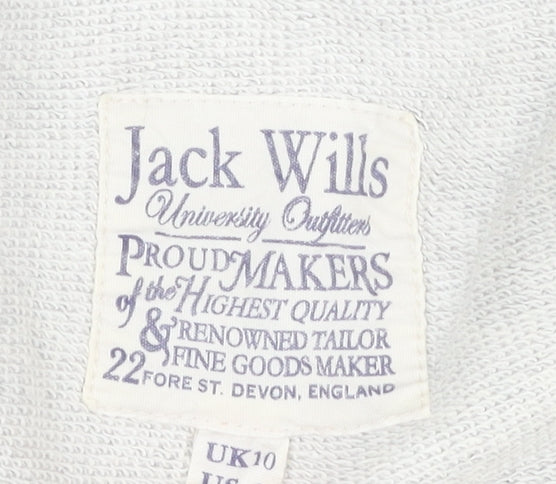 Jack Wills
University Outfitters
PROUD MAKERS
of the HIGHEST QUALITY
& RENOWNED TAILOR
FINE GOODS MAKER
22 FORE ST. DEVON, ENGLAND
UK10
US